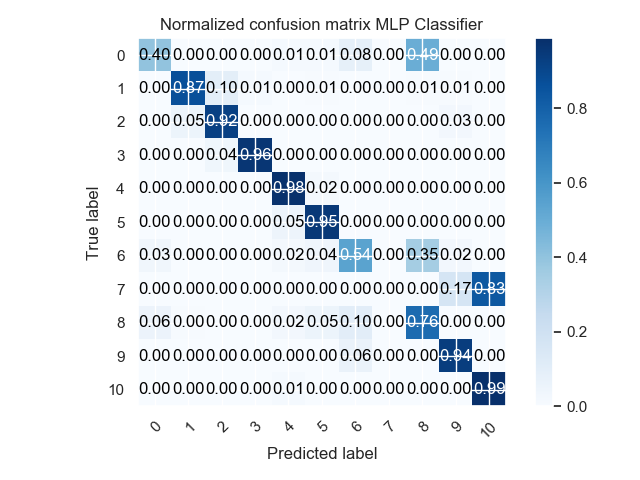 Normalized confusion matrix MLP Classifier
0 0.40 0.00 0.00 0.00 0.01 0.01 0.08 0.00 0.49 0.00 0.00
1 0.00 0.87 0.10 0.01 0.00 0.01 0.00 0.00 0.01 0.01 0.00
2 0.00 0.05 0.92 0.00 0.00 0.00 0.00 0.00 0.00 0.03 0.00
3 0.00 0.00 0.04 0.96 0.00 0.00 0.00 0.00 0.00 0.00 0.00
4 0.00 0.00 0.00 0.00 0.98 0.02 0.00 0.00 0.00 0.00 0.00
5 0.00 0.00 0.00 0.00 0.05 0.95 0.00 0.00 0.00 0.00 0.00
6 0.03 0.00 0.00 0.00 0.02 0.04 0.54 0.00 0.35 0.02 0.00
7 0.00 0.00 0.00 0.00 0.00 0.00 0.00 0.00 0.00 0.17 0.83
8 0.06 0.00 0.00 0.00 0.02 0.05 0.10 0.00 0.76 0.00 0.00
9 0.00 0.00 0.00 0.00 0.00 0.00 0.06 0.00 0.00 0.94 0.00
10 0.00 0.00 0.00 0.00 0.01 0.00 0.00 0.00 0.00 0.00 0.99
0 1 2 3 4 5 6 7 8 9 10
Predicted label
True label
0.8
0.6
0.4
0.2
0.0